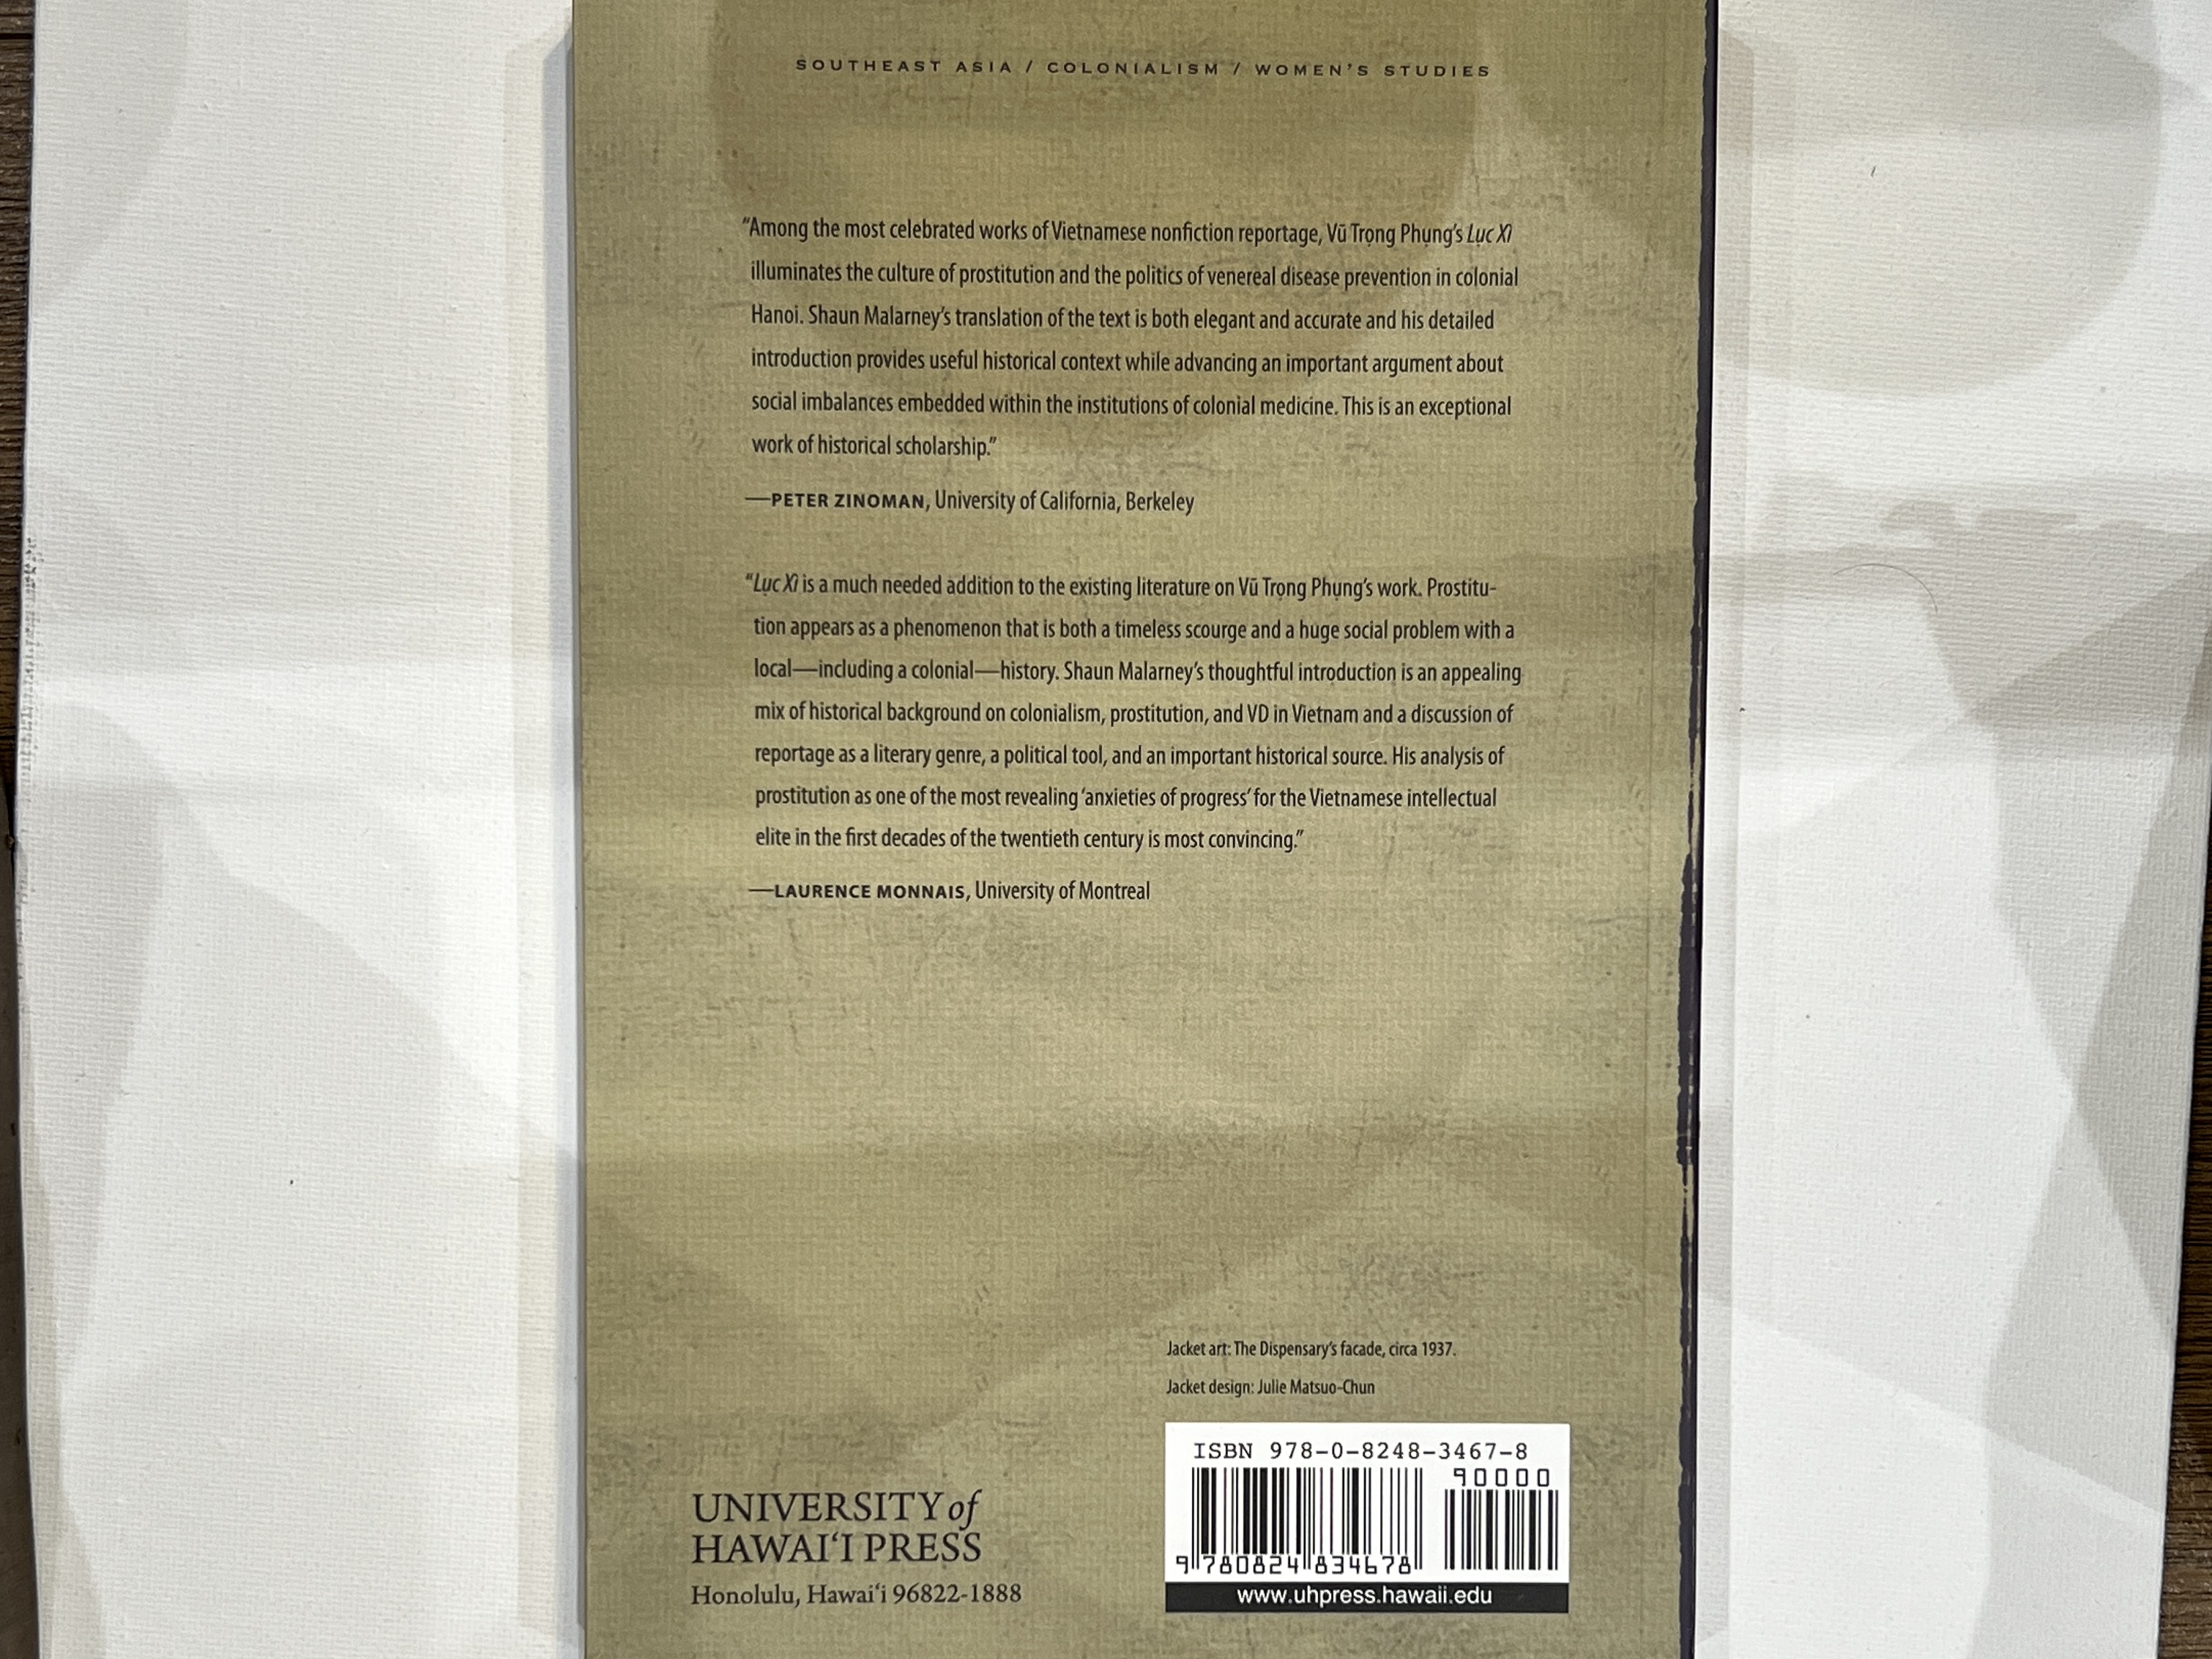 SOUTHEAST ASIA / COLONIALISM / WOMEN'S STUDIES
“Among the most celebrated works of Vietnamese nonfiction reportage, Vũ Trọng Phụng's Lục Xì
illuminates the culture of prostitution and the politics of venereal disease prevention in colonial
Hanoi. Shaun Malarney's translation of the text is both elegant and accurate and his detailed
introduction provides useful historical context while advancing an important argument about
social imbalances embedded within the institutions of colonial medicine. This is an exceptional
work of historical scholarship.”
—PETER ZINOMAN, University of California, Berkeley
“Lục Xì is a much needed addition to the existing literature on Vũ Trọng Phụng's work. Prostitu-
tion appears as a phenomenon that is both a timeless scourge and a huge social problem with a
local—including a colonial—history. Shaun Malarney's thoughtful introduction is an appealing
mix of historical background on colonialism, prostitution, and VD in Vietnam and a discussion of
reportage as a literary genre, a political tool, and an important historical source. His analysis of
prostitution as one of the most revealing ‘anxieties of progress’ for the Vietnamese intellectual
elite in the first decades of the twentieth century is most convincing.”
—LAURENCE MONNAIS, University of Montreal
Jacket art: The Dispensary's facade, circa 1937.
Jacket design: Julie Matsuo-Chun
UNIVERSITY of
HAWAIʻI PRESS
Honolulu, Hawaiʻi 96822-1888
ISBN 978-0-8248-3467-8
90000
9 780824 834678
www.uhpress.hawaii.edu